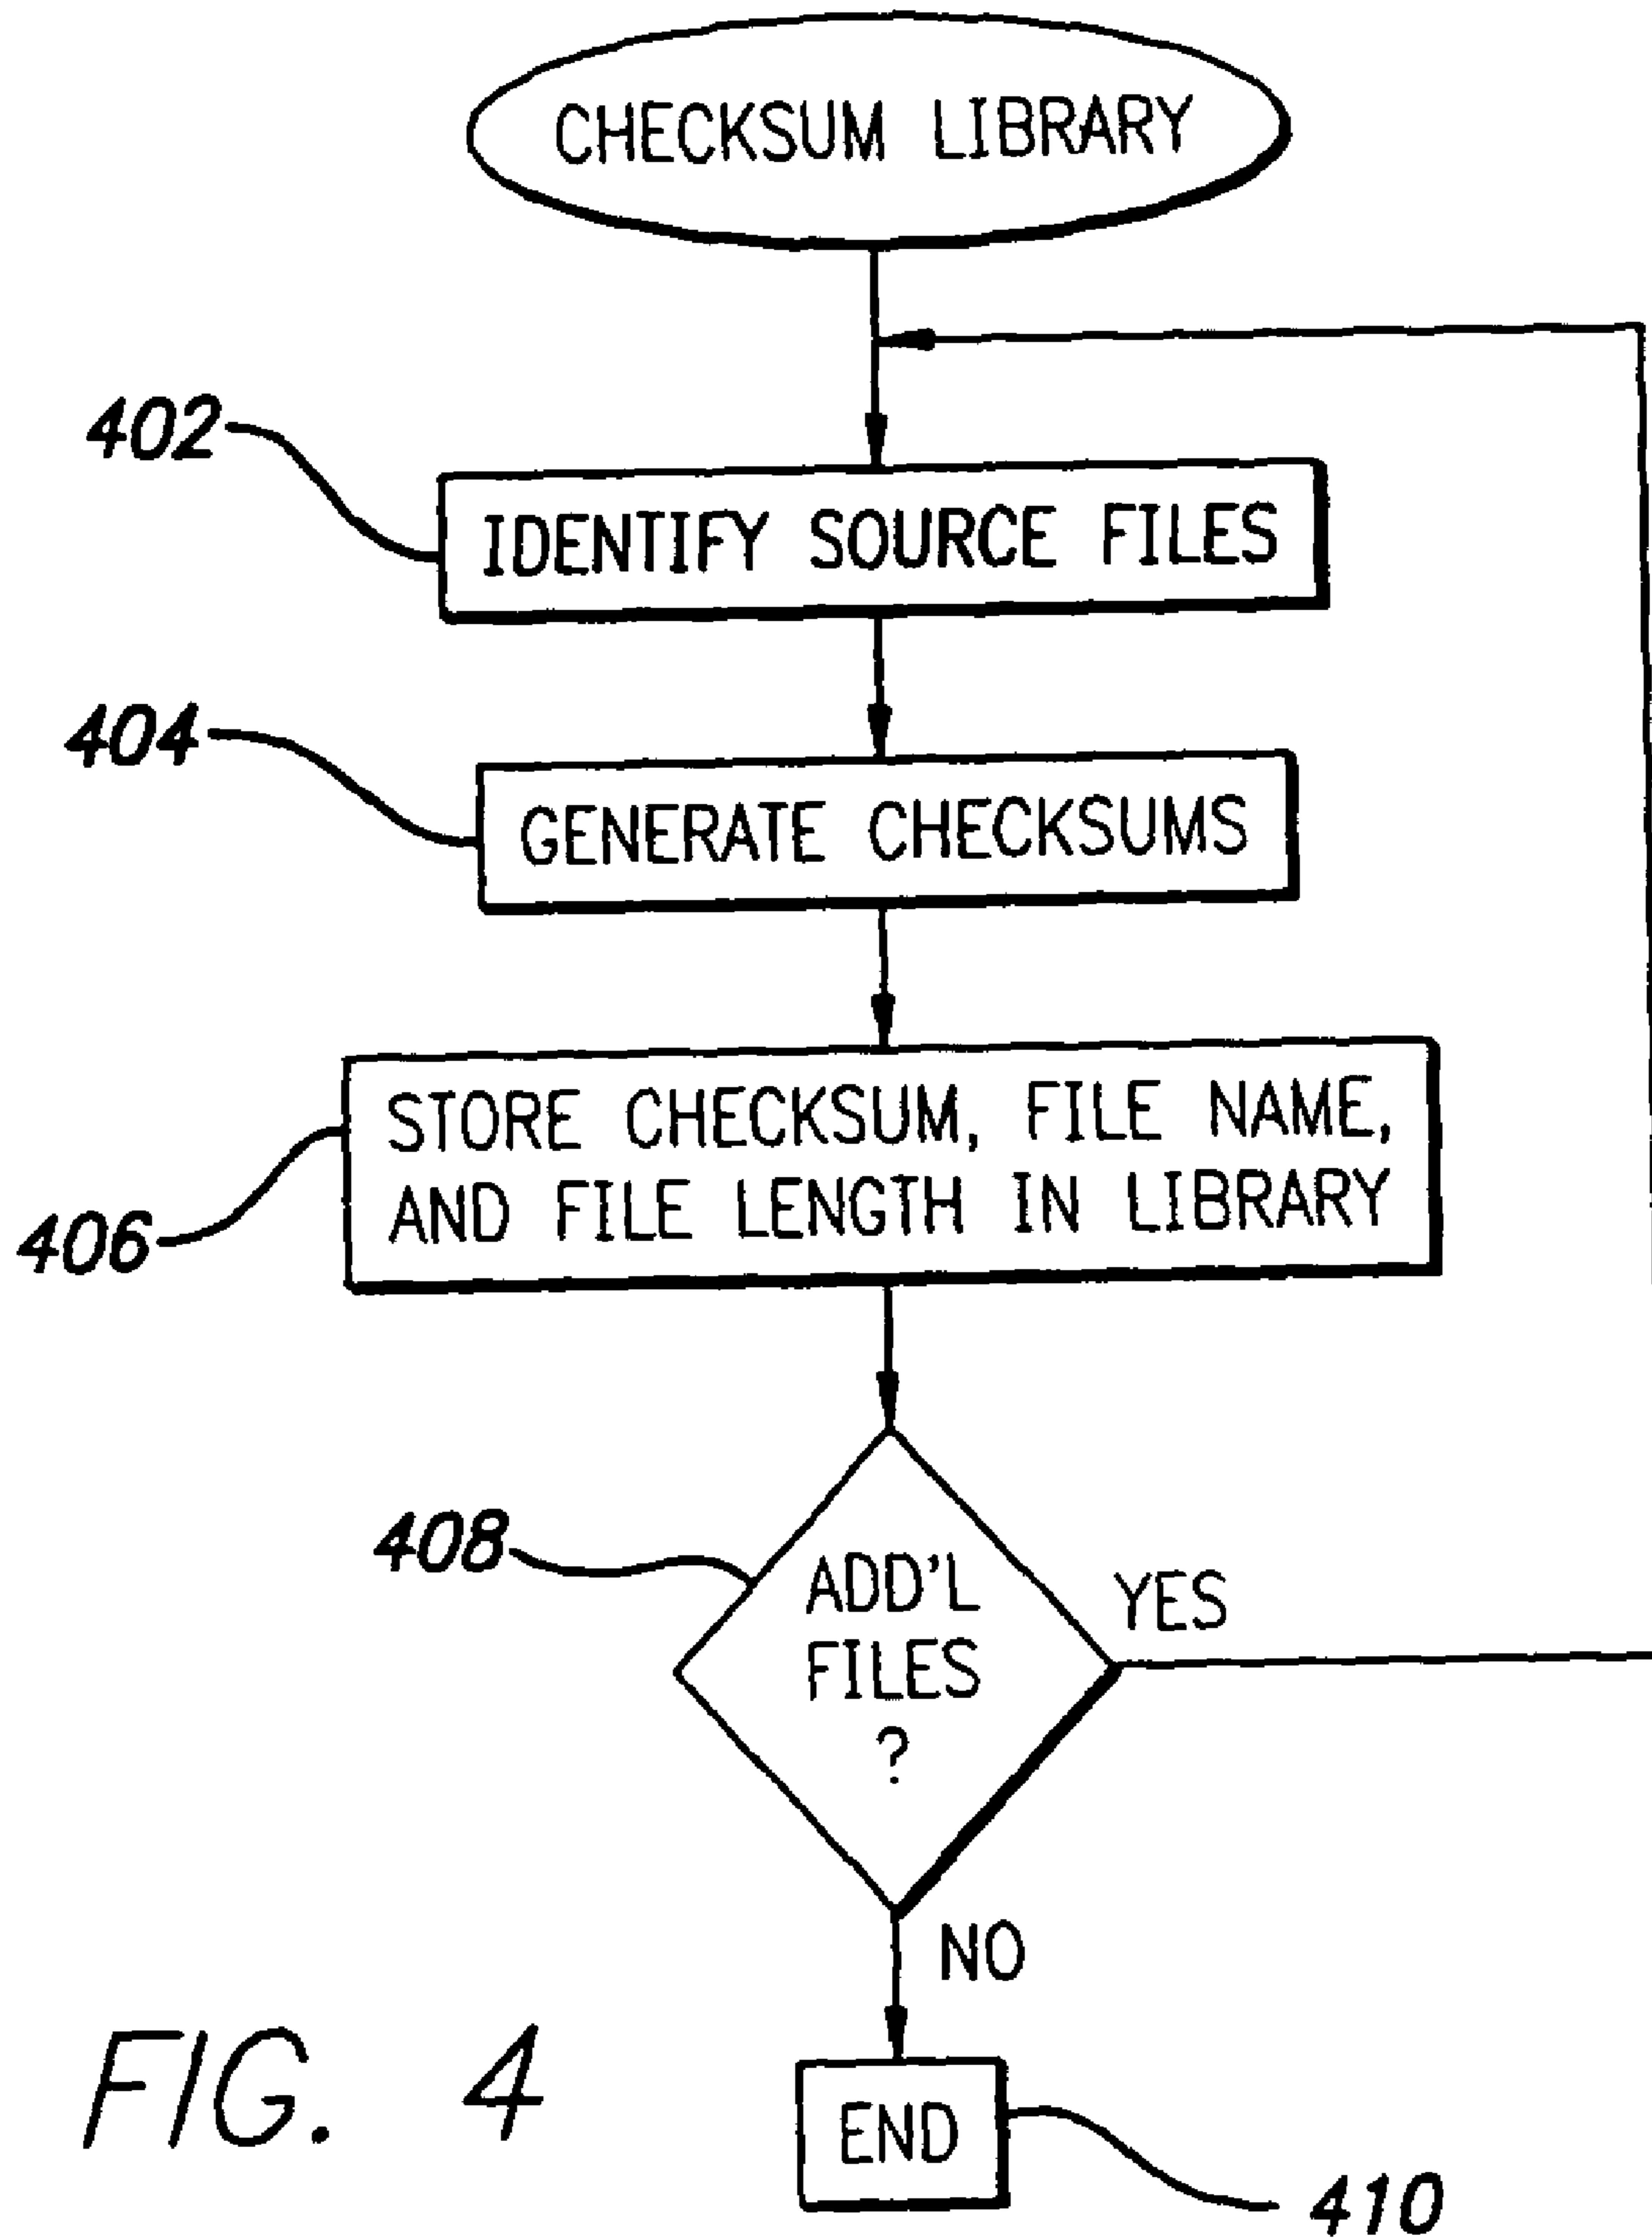 CHECKSUM LIBRARY
402
IDENTIFY SOURCE FILES
404
GENERATE CHECKSUMS
STORE CHECKSUM, FILE NAME,
AND FILE LENGTH IN LIBRARY
406
408
ADD'L
FILES
?
YES
NO
FIG. 4
END
410